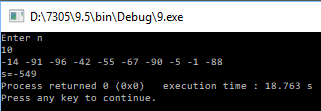 D:\7305\9.5\bin\Debug\9.exe
Enter n
10
-14 -91 -96 -42 -55 -67 -90 -5 -1 -88
s=-549
Process returned 0 (0x0)   execution time : 18.763 s
Press any key to continue.